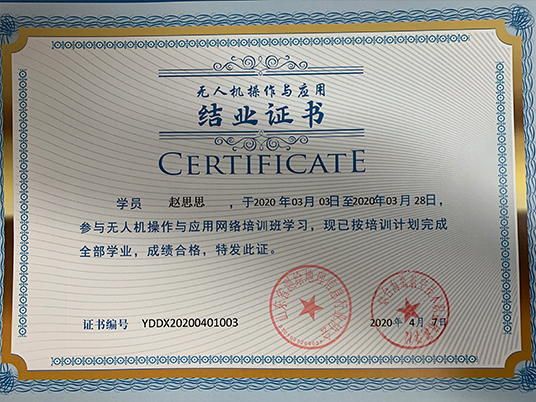 无人机操作与应用
结业证书
CERTIFICATE
学员 赵思思 ,于2020 年03月 03日至2020年03月 28日,
参与无人机操作与应用网络培训班学习,现已按培训计划完成
全部学业,成绩合格,特发此证。
证书编号 YDDX20200401003
2020年 4月 7日